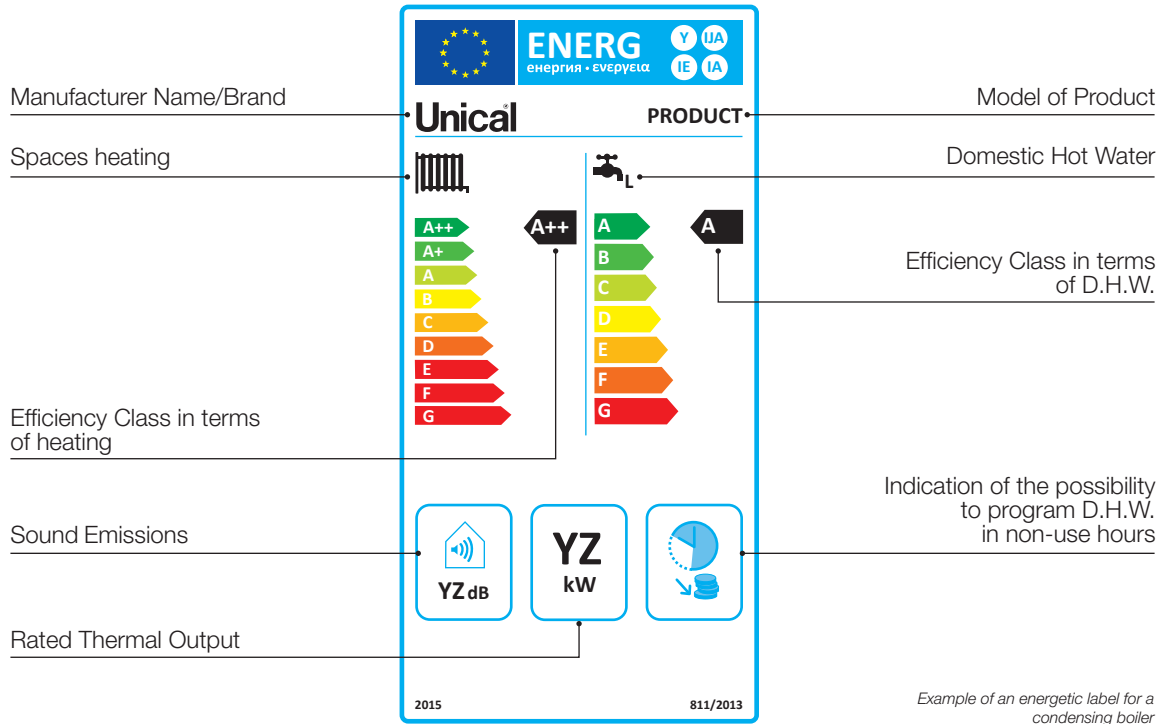 ENERG
енергия · ενεργεια
Y IJA
IE IA
Manufacturer Name/Brand
Unical®
PRODUCT
Model of Product
Spaces heating
L
Domestic Hot Water
A++
A+
A
B
C
D
E
F
G
A++
A
B
C
D
E
F
G
A
Efficiency Class in terms
of D.H.W.
Efficiency Class in terms
of heating
Indication of the possibility
to program D.H.W.
in non-use hours
Sound Emissions
YZ dB
YZ
kW
Rated Thermal Output
2015
811/2013
Example of an energetic label for a
condensing boiler